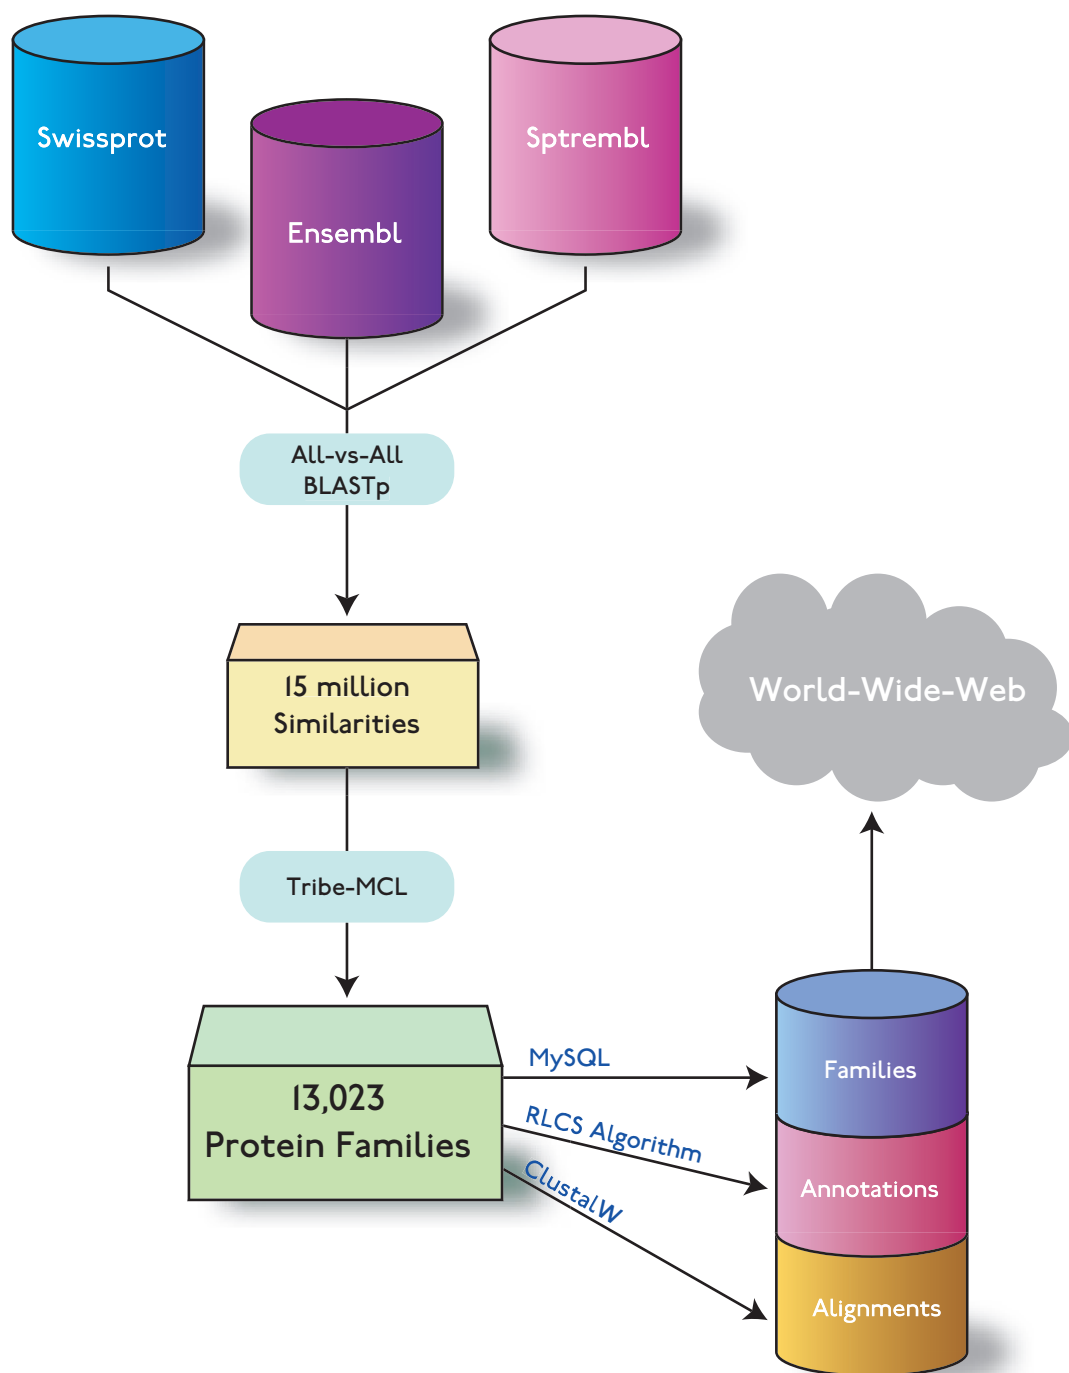 Swissprot
Ensembl
Sptrembl
All-vs-All
BLASTp
15 million
Similarities
World-Wide-Web
Tribe-MCL
13,023
Protein Families
MySQL
RLCS Algorithm
ClustalW
Families
Annotations
Alignments